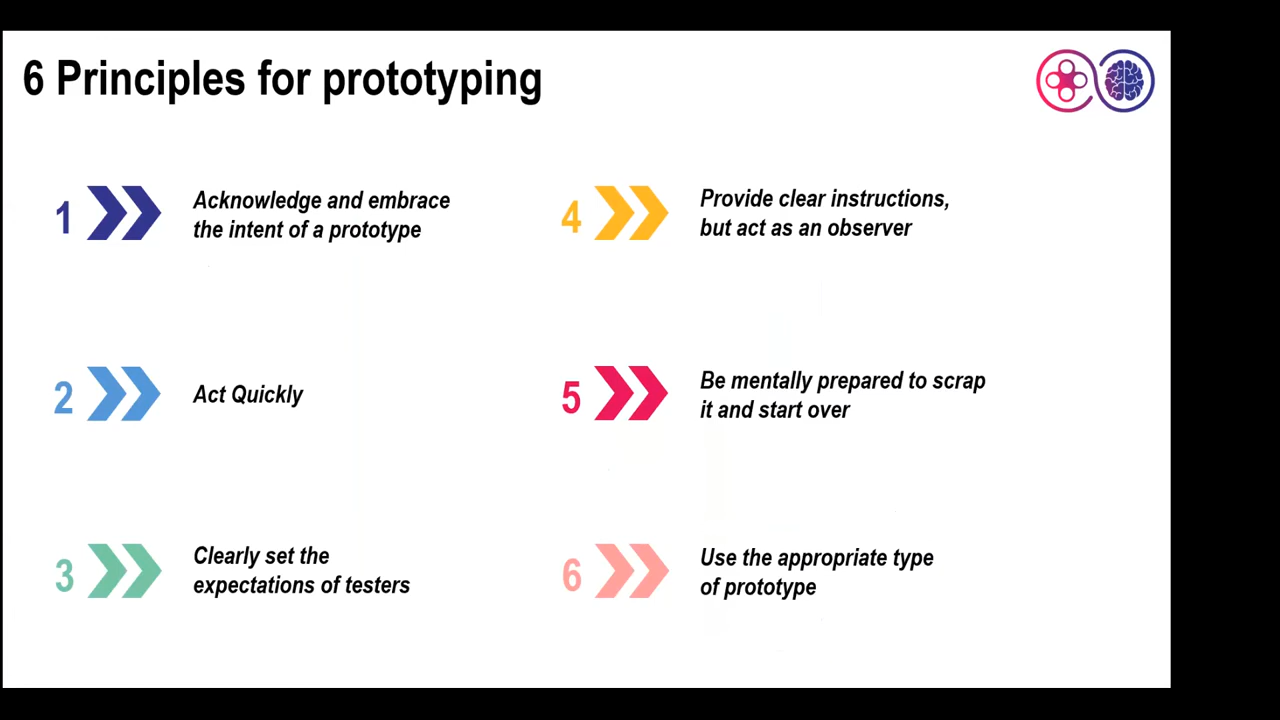 6 Principles for prototyping
1
Acknowledge and embrace
the intent of a prototype
2
Act Quickly
3
Clearly set the
expectations of testers
4
Provide clear instructions,
but act as an observer
5
Be mentally prepared to scrap
it and start over
6
Use the appropriate type
of prototype